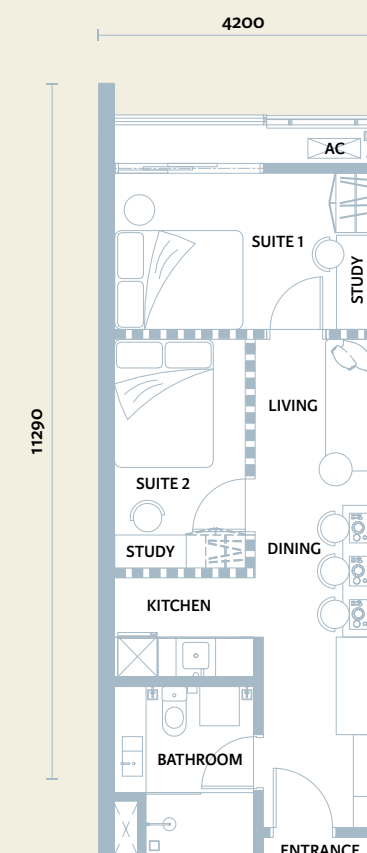 4200
AC
SUITE 1
STUDY
11290
LIVING
SUITE 2
STUDY
DINING
KITCHEN
BATHROOM
ENTRANCE